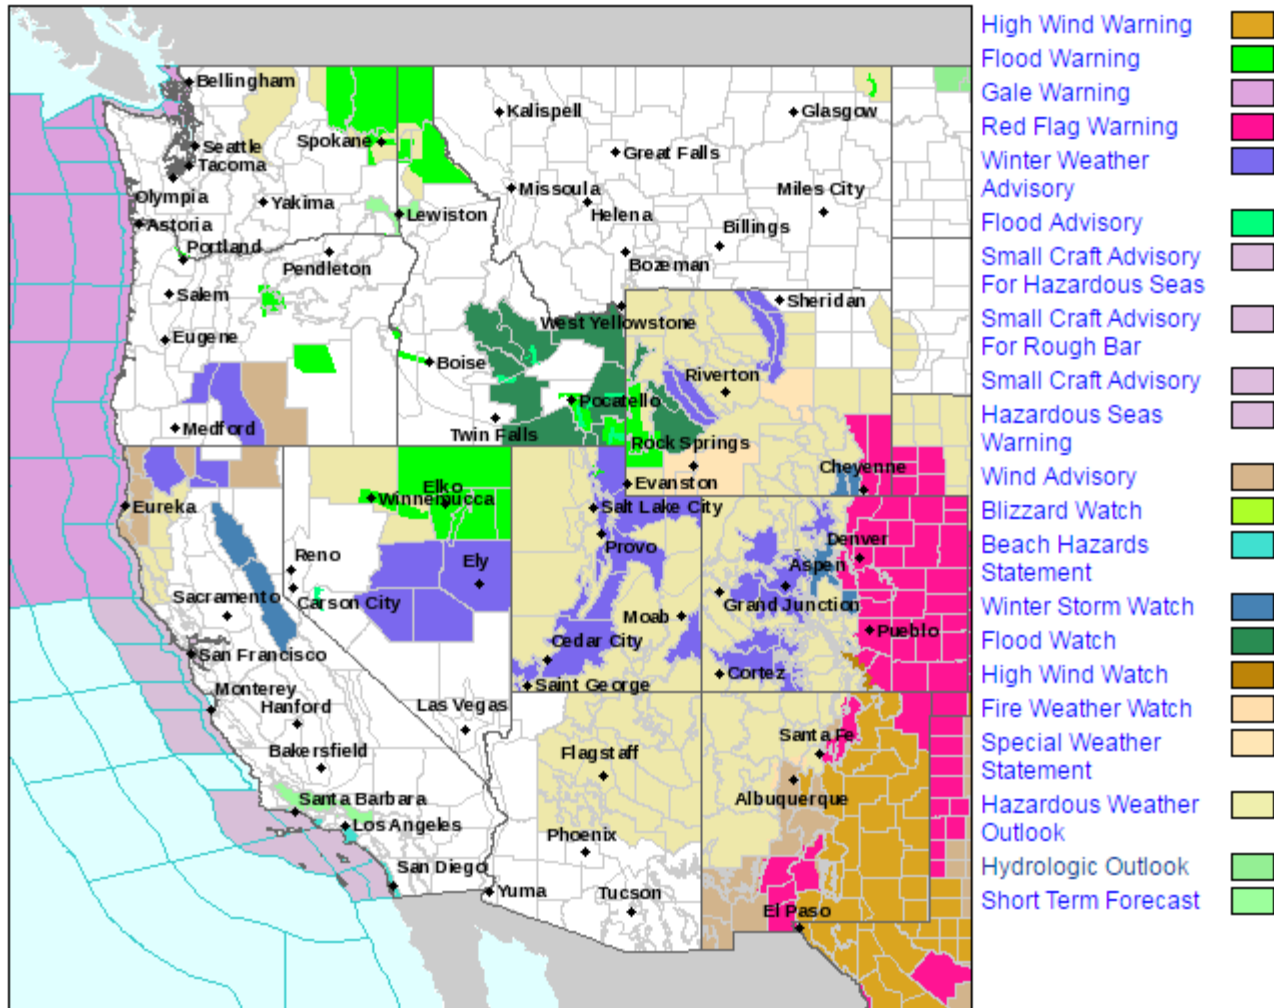 High Wind Warning
Flood Warning
Gale Warning
Red Flag Warning
Winter Weather
Advisory
Flood Advisory
Small Craft Advisory
For Hazardous Seas
Small Craft Advisory
For Rough Bar
Small Craft Advisory
Hazardous Seas
Warning
Wind Advisory
Blizzard Watch
Beach Hazards
Statement
Winter Storm Watch
Flood Watch
High Wind Watch
Fire Weather Watch
Special Weather
Statement
Hazardous Weather
Outlook
Hydrologic Outlook
Short Term Forecast
Bellingham
Kalispell
Glasgow
Seattle
Spokane
Great Falls
Tacoma
Olympia
Yakima
Missoula
Miles City
Helena
Lewiston
Astoria
Billings
Portland
Pendleton
Bozeman
Salem
Sheridan
West Yellowstone
Eugene
Boise
Riverton
Pocatello
Medford
Twin Falls
Rock Springs
Cheyenne
Evanston
Elko
Winnemucca
Eureka
Salt Lake City
Provo
Denver
Reno
Ely
Aspen
Sacramento
Carson City
Grand Junction
Moab
Pueblo
Cedar City
San Francisco
Cortez
Saint George
Monterey
Hanford
Las Vegas
Bakersfield
Flagstaff
Santa Fe
Albuquerque
Santa Barbara
Los Angeles
Phoenix
San Diego
Yuma
Tucson
El Paso